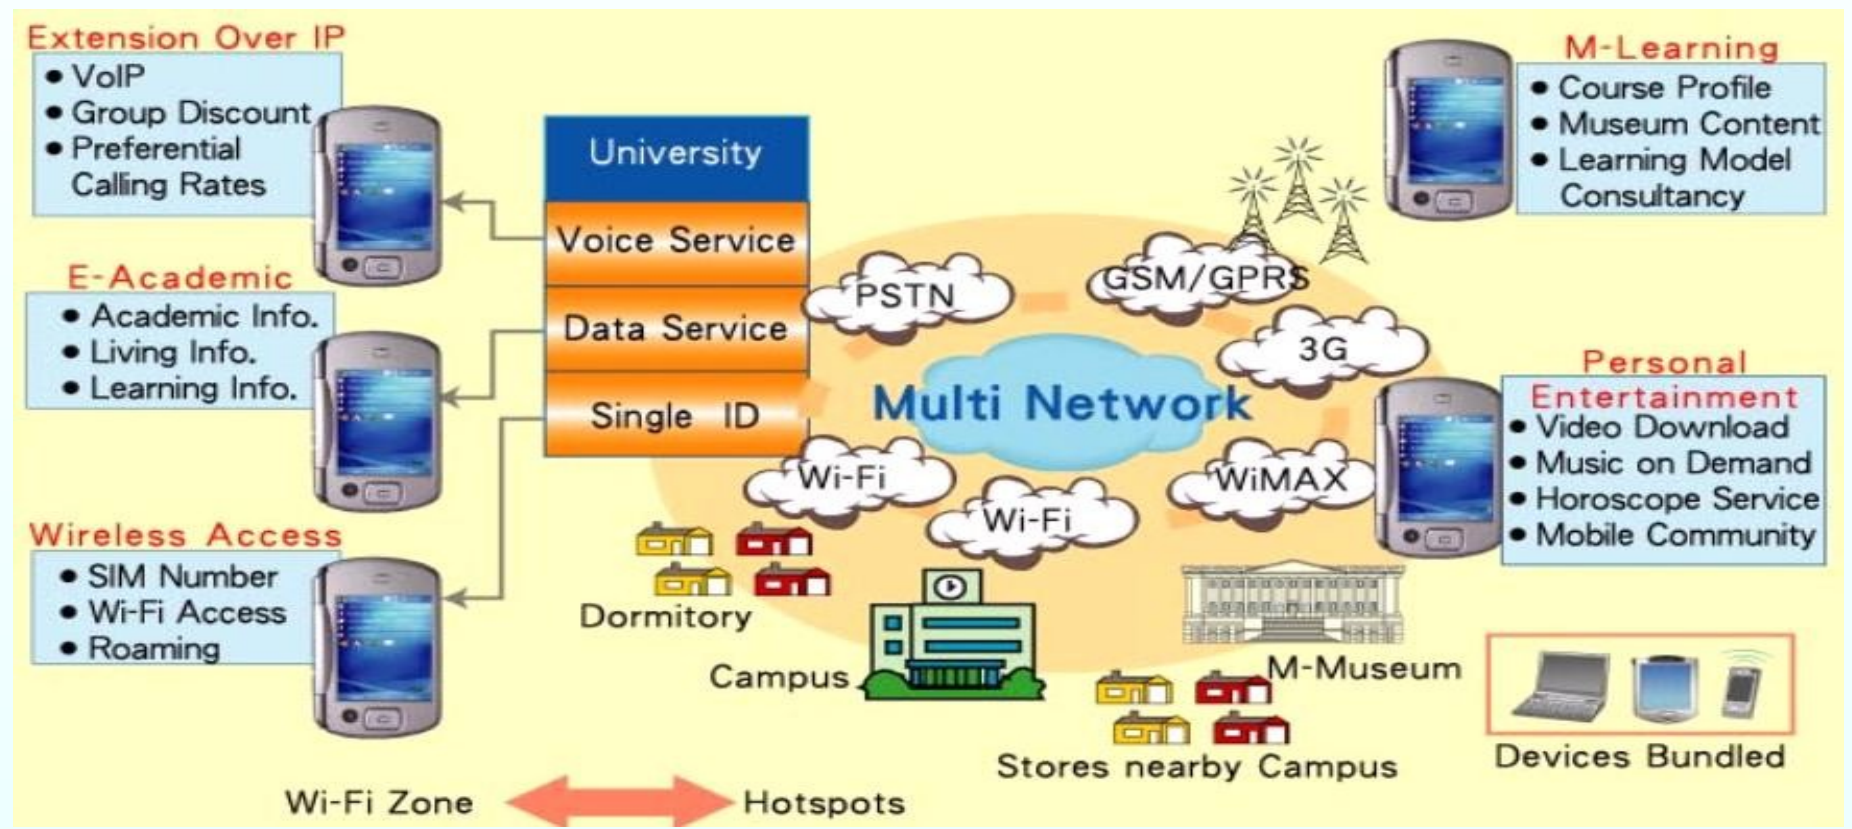 Extension Over IP
• VoIP
• Group Discount
• Preferential
Calling Rates
E-Academic
• Academic Info.
• Living Info.
• Learning Info.
Wireless Access
• SIM Number
• Wi-Fi Access
• Roaming
University
Voice Service
Data Service
Single ID
PSTN
GSM/GPRS
3G
Multi Network
Wi-Fi
Wi-Fi
WiMAX
Dormitory
Campus
M-Museum
Stores nearby Campus
Wi-Fi Zone
Hotspots
M-Learning
• Course Profile
• Museum Content
• Learning Model
Consultancy
Personal
Entertainment
• Video Download
• Music on Demand
• Horoscope Service
• Mobile Community
Devices Bundled